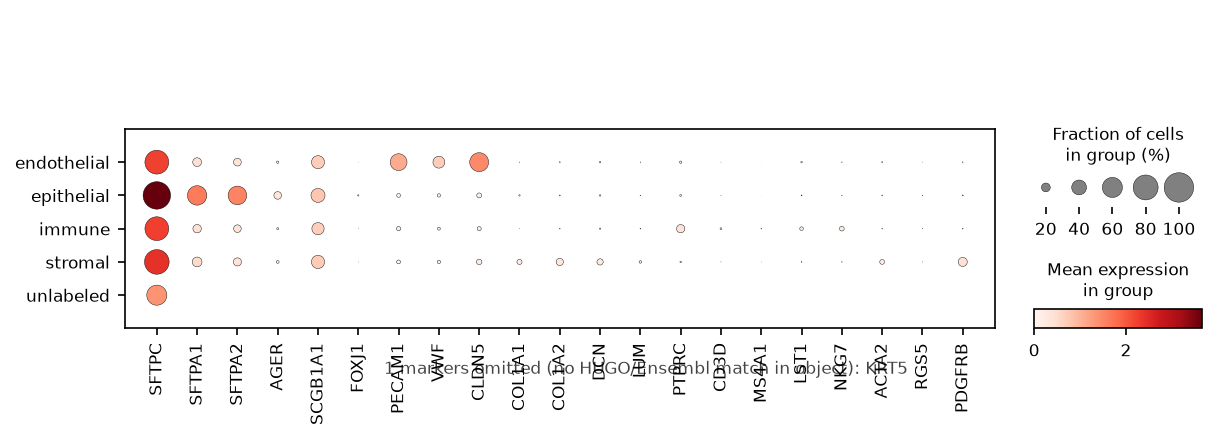 endothelial
epithelial
immune
stromal
unlabeled
SFTPC
SFTPA1
SFTPA2
AGER
SCGB1A1
FOXJ1
PECAM1
VWF
CLDN5
COL1A1
COL1A2
DCN
LUM
PTPRC
CD3D
MS4A1
LST1
NKG7
ACTA2
RGS5
PDGFRB
1 markers omitted (no HUGO/Ensembl match in object): KRT5
Fraction of cells
in group (%)
20 40 60 80 100
Mean expression
in group
0 2